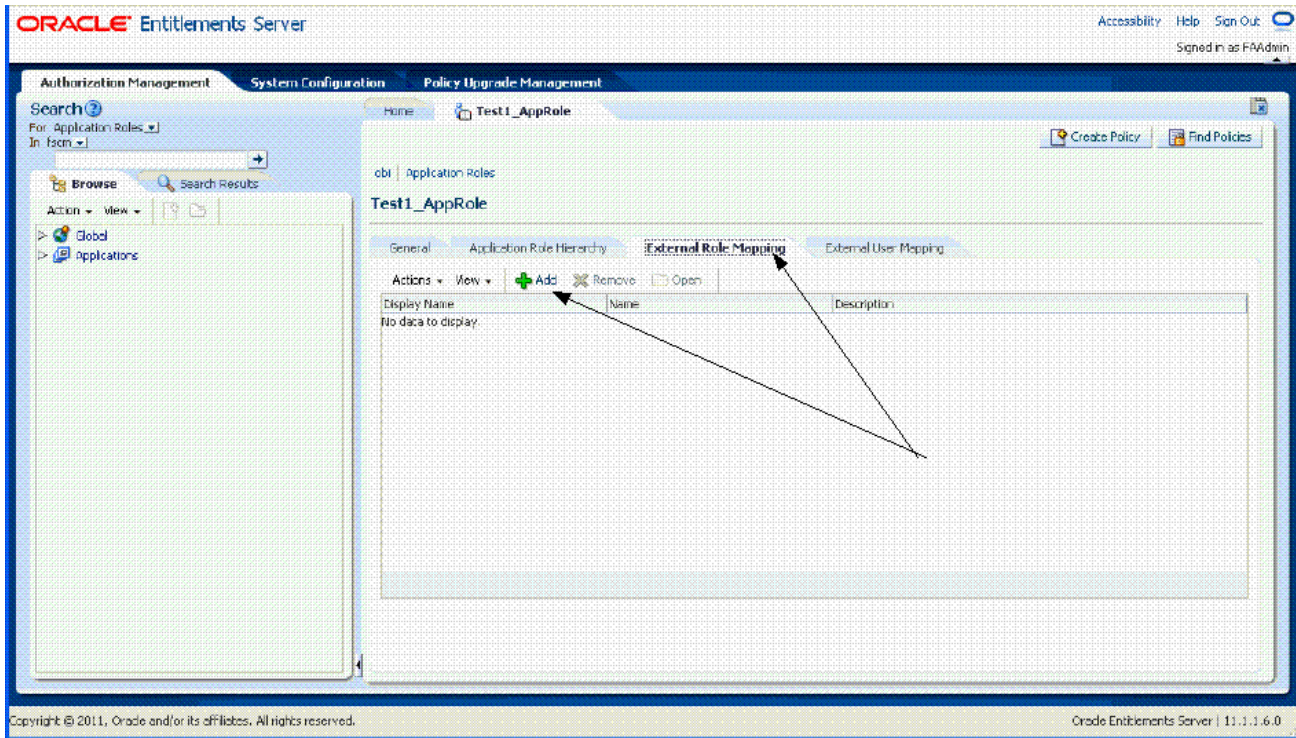 ORACLE Entitlements Server
Accessibility Help Sign Out
Signed in as FAAdmin
Authorization Management System Configuration Policy Upgrade Management
Search
For Application Roles
In fscm
Browse Search Results
Action View
Global
Applications
Home Test1_AppRole
Create Policy Find Policies
obi Application Roles
Test1_AppRole
General Application Role Hierarchy External Role Mapping External User Mapping
Actions View Add Remove Open
Display Name Name Description
No data to display.
Copyright © 2011, Oracle and/or its affiliates. All rights reserved.
Oracle Entitlements Server | 11.1.1.6.0